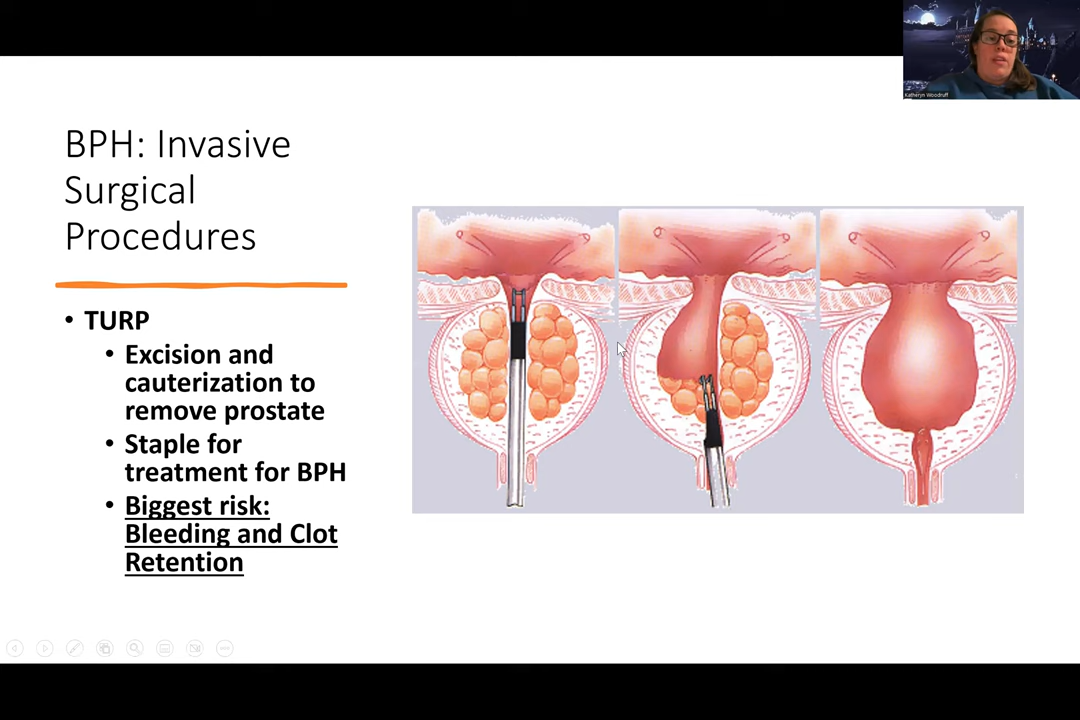 Katheryn Woodruff
BPH: Invasive
Surgical
Procedures
• TURP
• Excision and
cauterization to
remove prostate
• Staple for
treatment for BPH
• Biggest risk:
Bleeding and Clot
Retention